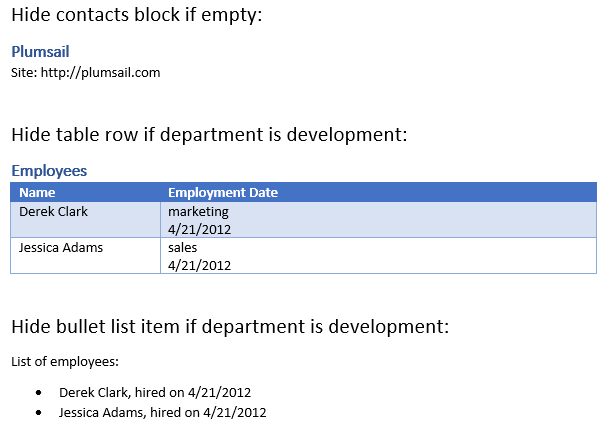 Hide contacts block if empty:
Plumsail
Site: http://plumsail.com
Hide table row if department is development:
Employees
Name Employment Date
Derek Clark marketing
4/21/2012
Jessica Adams sales
4/21/2012
Hide bullet list item if department is development:
List of employees:
• Derek Clark, hired on 4/21/2012
• Jessica Adams, hired on 4/21/2012